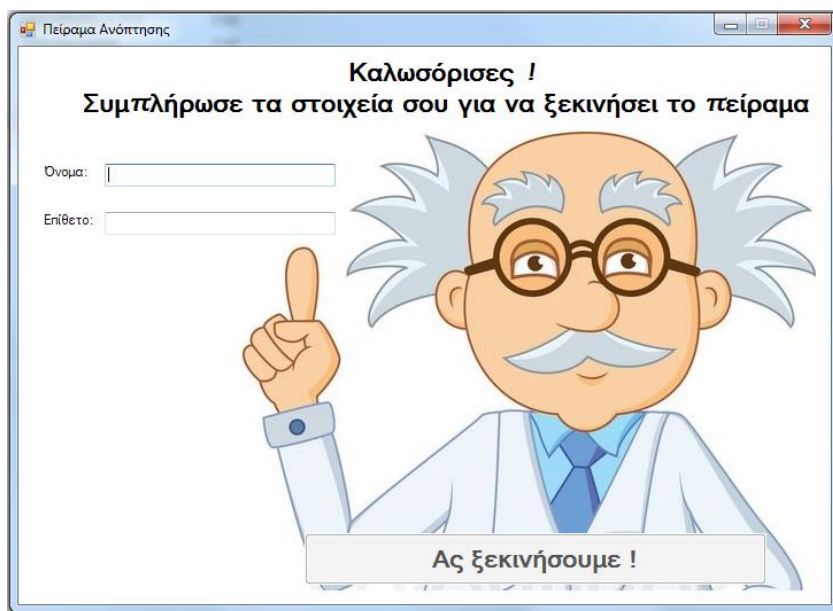 Πείραμα Ανόπτησης
Καλωσόρισες !
Συμπλήρωσε τα στοιχεία σου για να ξεκινήσει το πείραμα
Όνομα:
Επίθετο:
Ας ξεκινήσουμε !